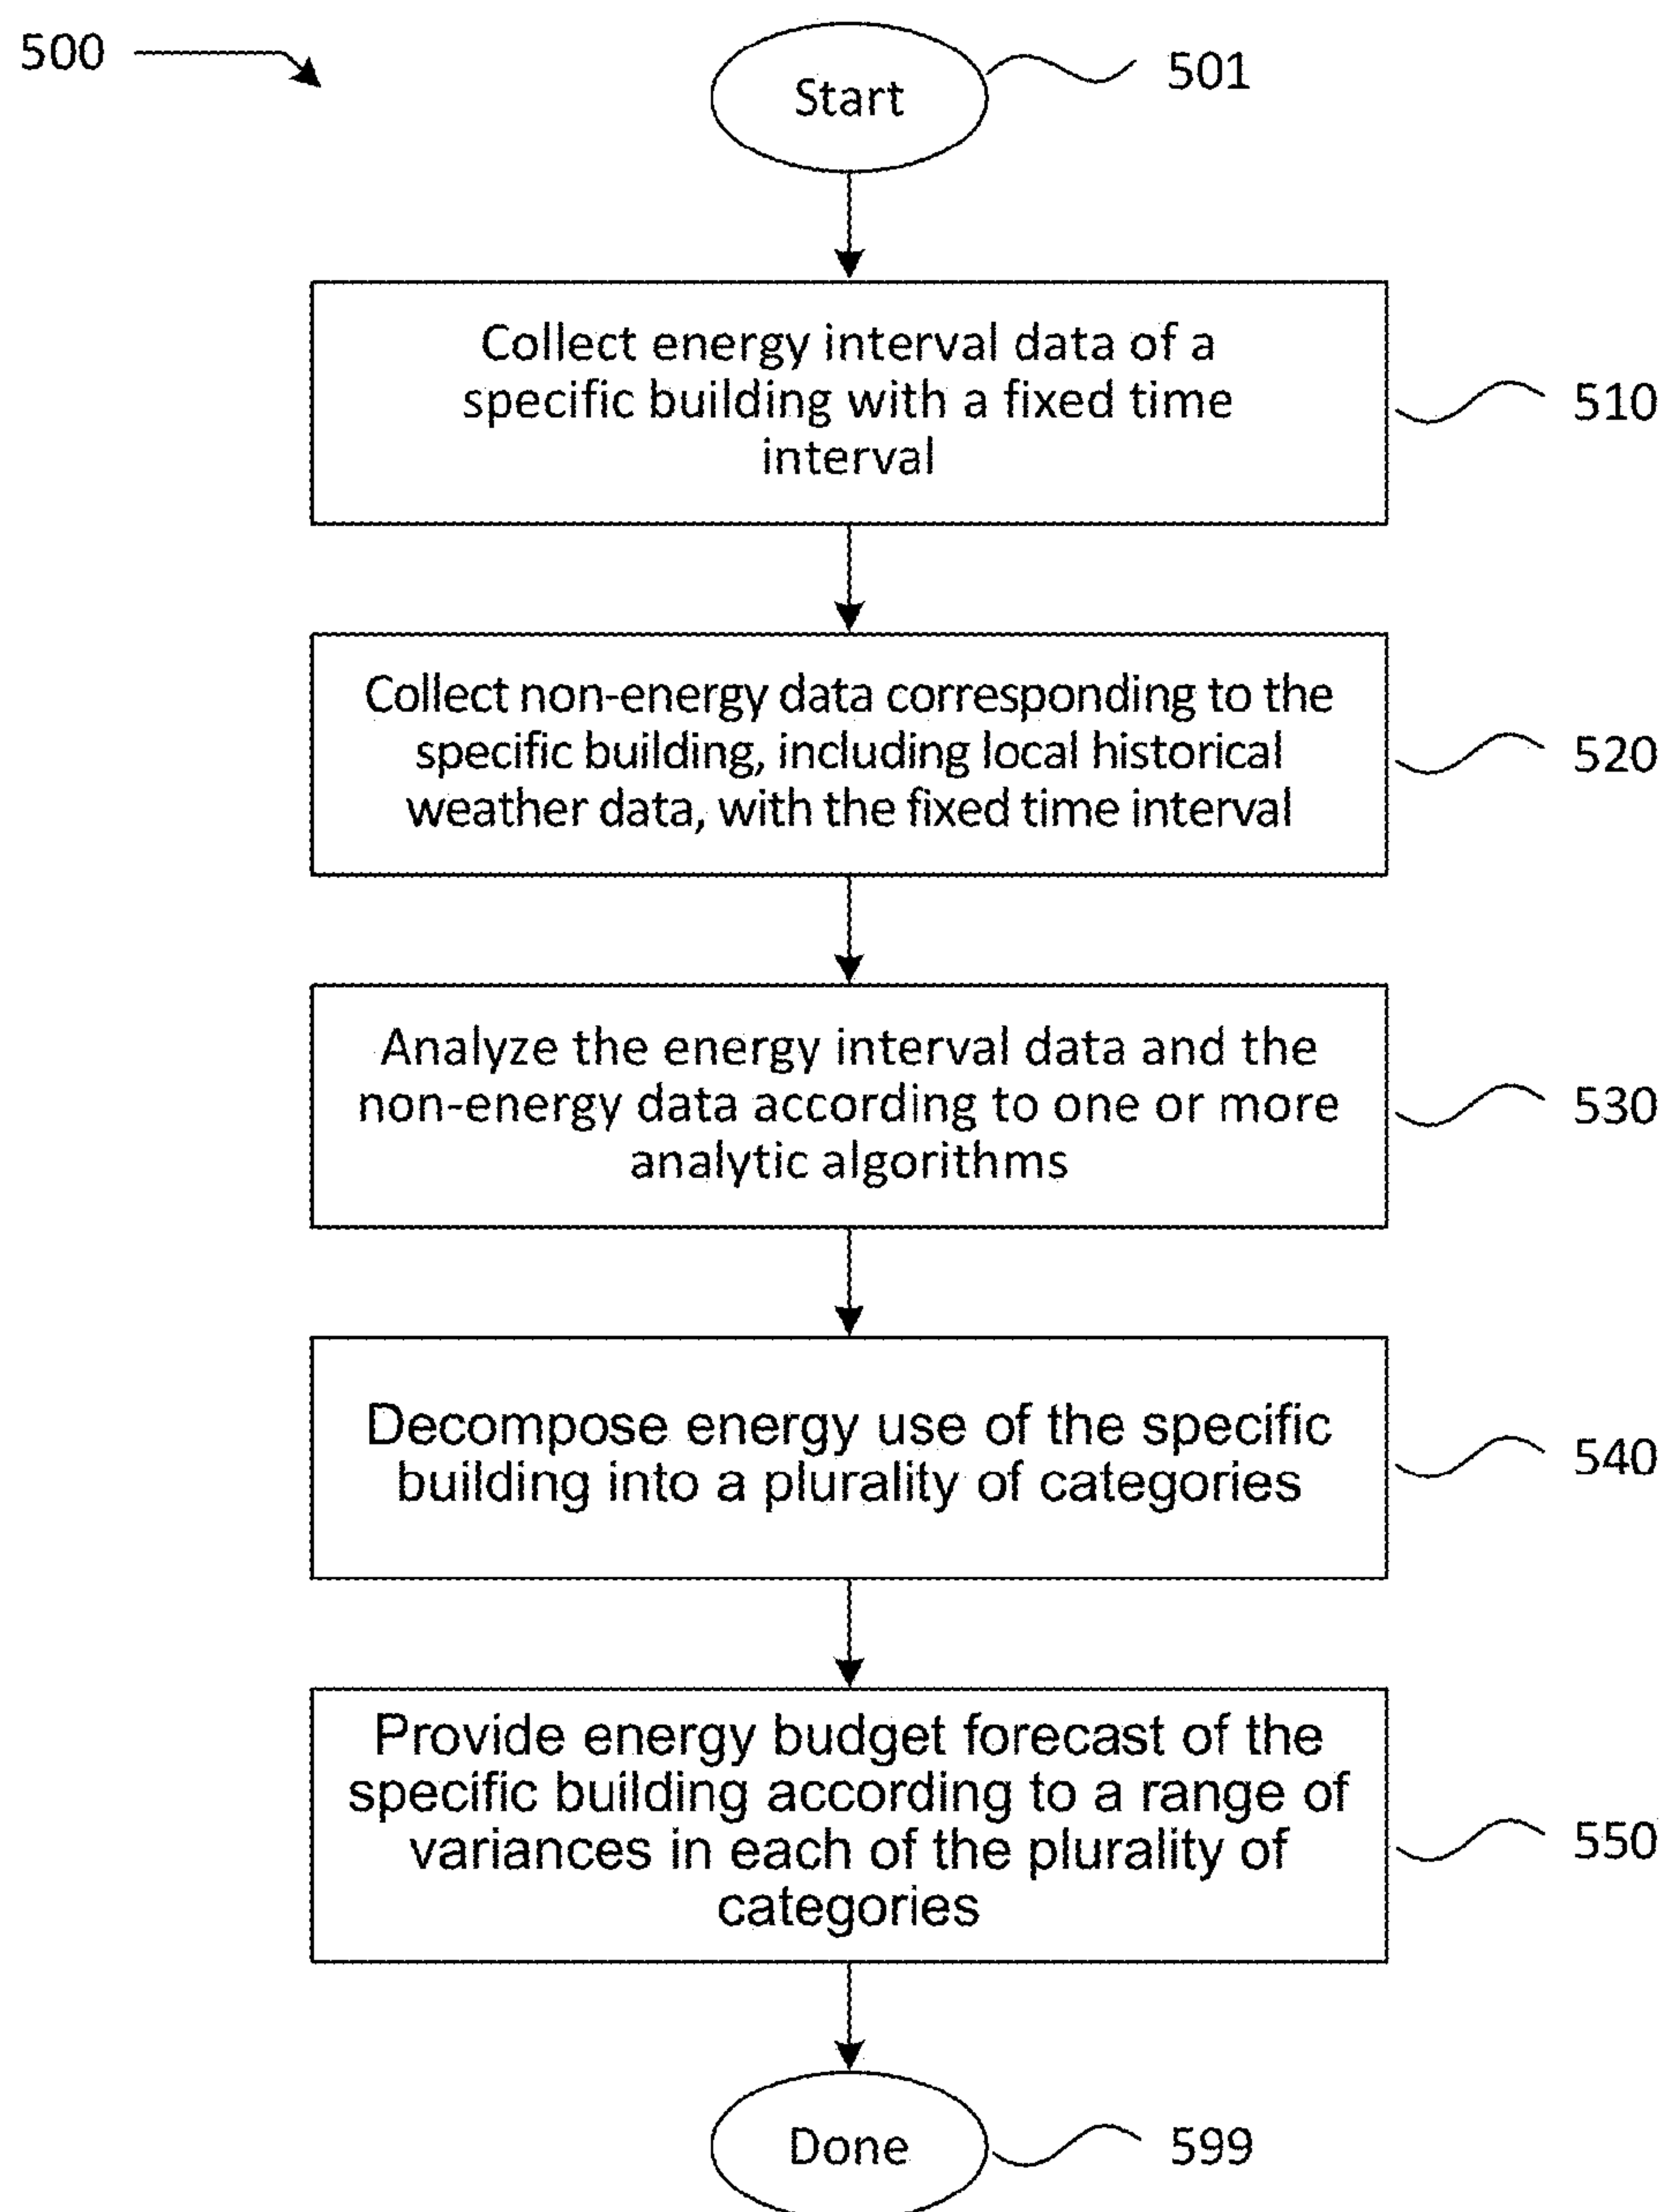 500
Start
501
Collect energy interval data of a
specific building with a fixed time
interval
510
Collect non-energy data corresponding to the
specific building, including local historical
weather data, with the fixed time interval
520
Analyze the energy interval data and the
non-energy data according to one or more
analytic algorithms
530
Decompose energy use of the specific
building into a plurality of categories
540
Provide energy budget forecast of the
specific building according to a range of
variances in each of the plurality of
categories
550
Done
599